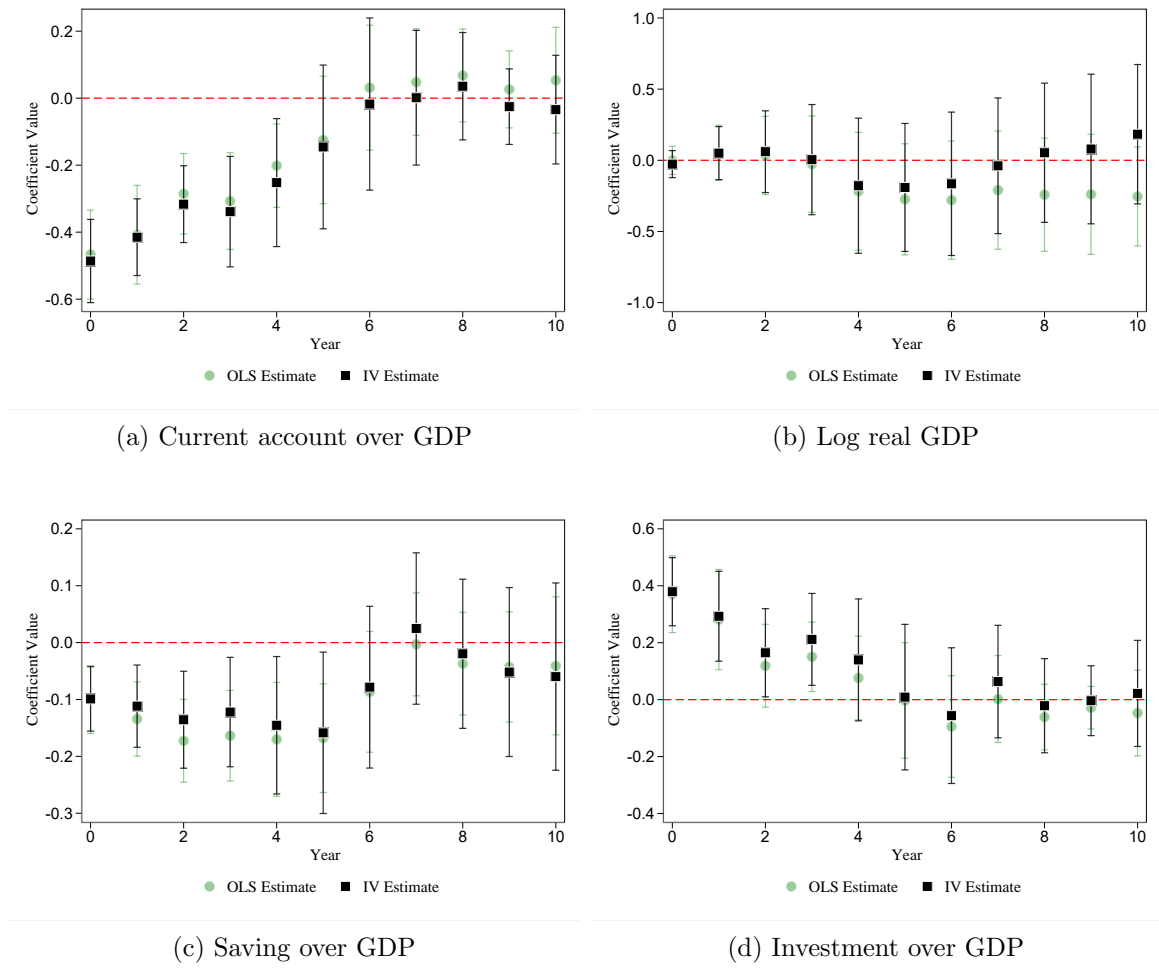 0.2
0.0
-0.2
-0.4
-0.6
Coefficient Value
0 2 4 6 8 10
Year
OLS Estimate IV Estimate
(a) Current account over GDP
1.0
0.5
0.0
-0.5
-1.0
Coefficient Value
0 2 4 6 8 10
Year
OLS Estimate IV Estimate
(b) Log real GDP
0.2
0.1
0.0
-0.1
-0.2
-0.3
Coefficient Value
0 2 4 6 8 10
Year
OLS Estimate IV Estimate
(c) Saving over GDP
0.6
0.4
0.2
0.0
-0.2
-0.4
Coefficient Value
0 2 4 6 8 10
Year
OLS Estimate IV Estimate
(d) Investment over GDP